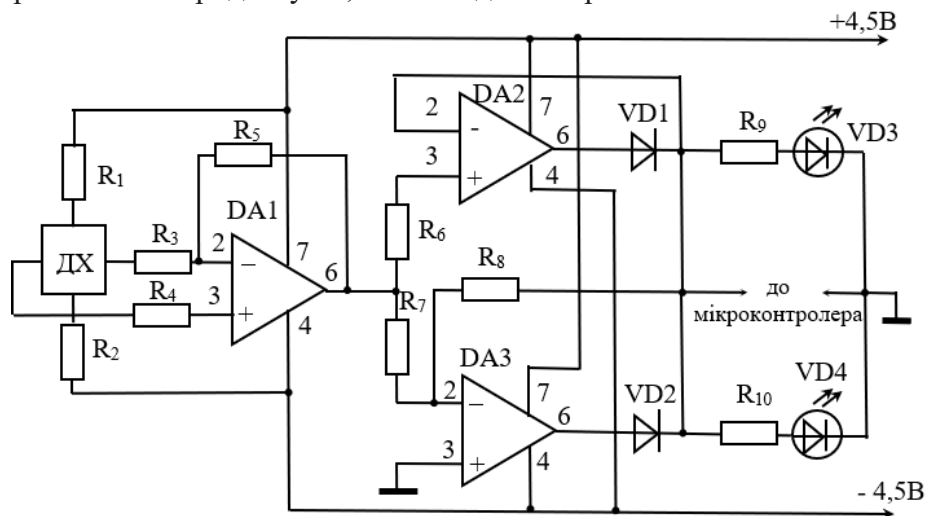 +4,5В
DA2
2
7
-
6
3
+
4
VD1
R9
VD3
R5
R1
DA1
R3
2
7
−
ДХ
6
R4
3
+
4
R6
R8
R7
до
мікроконтролера
R2
DA3
7
2
−
6
3
+
4
VD2
R10
VD4
- 4,5В